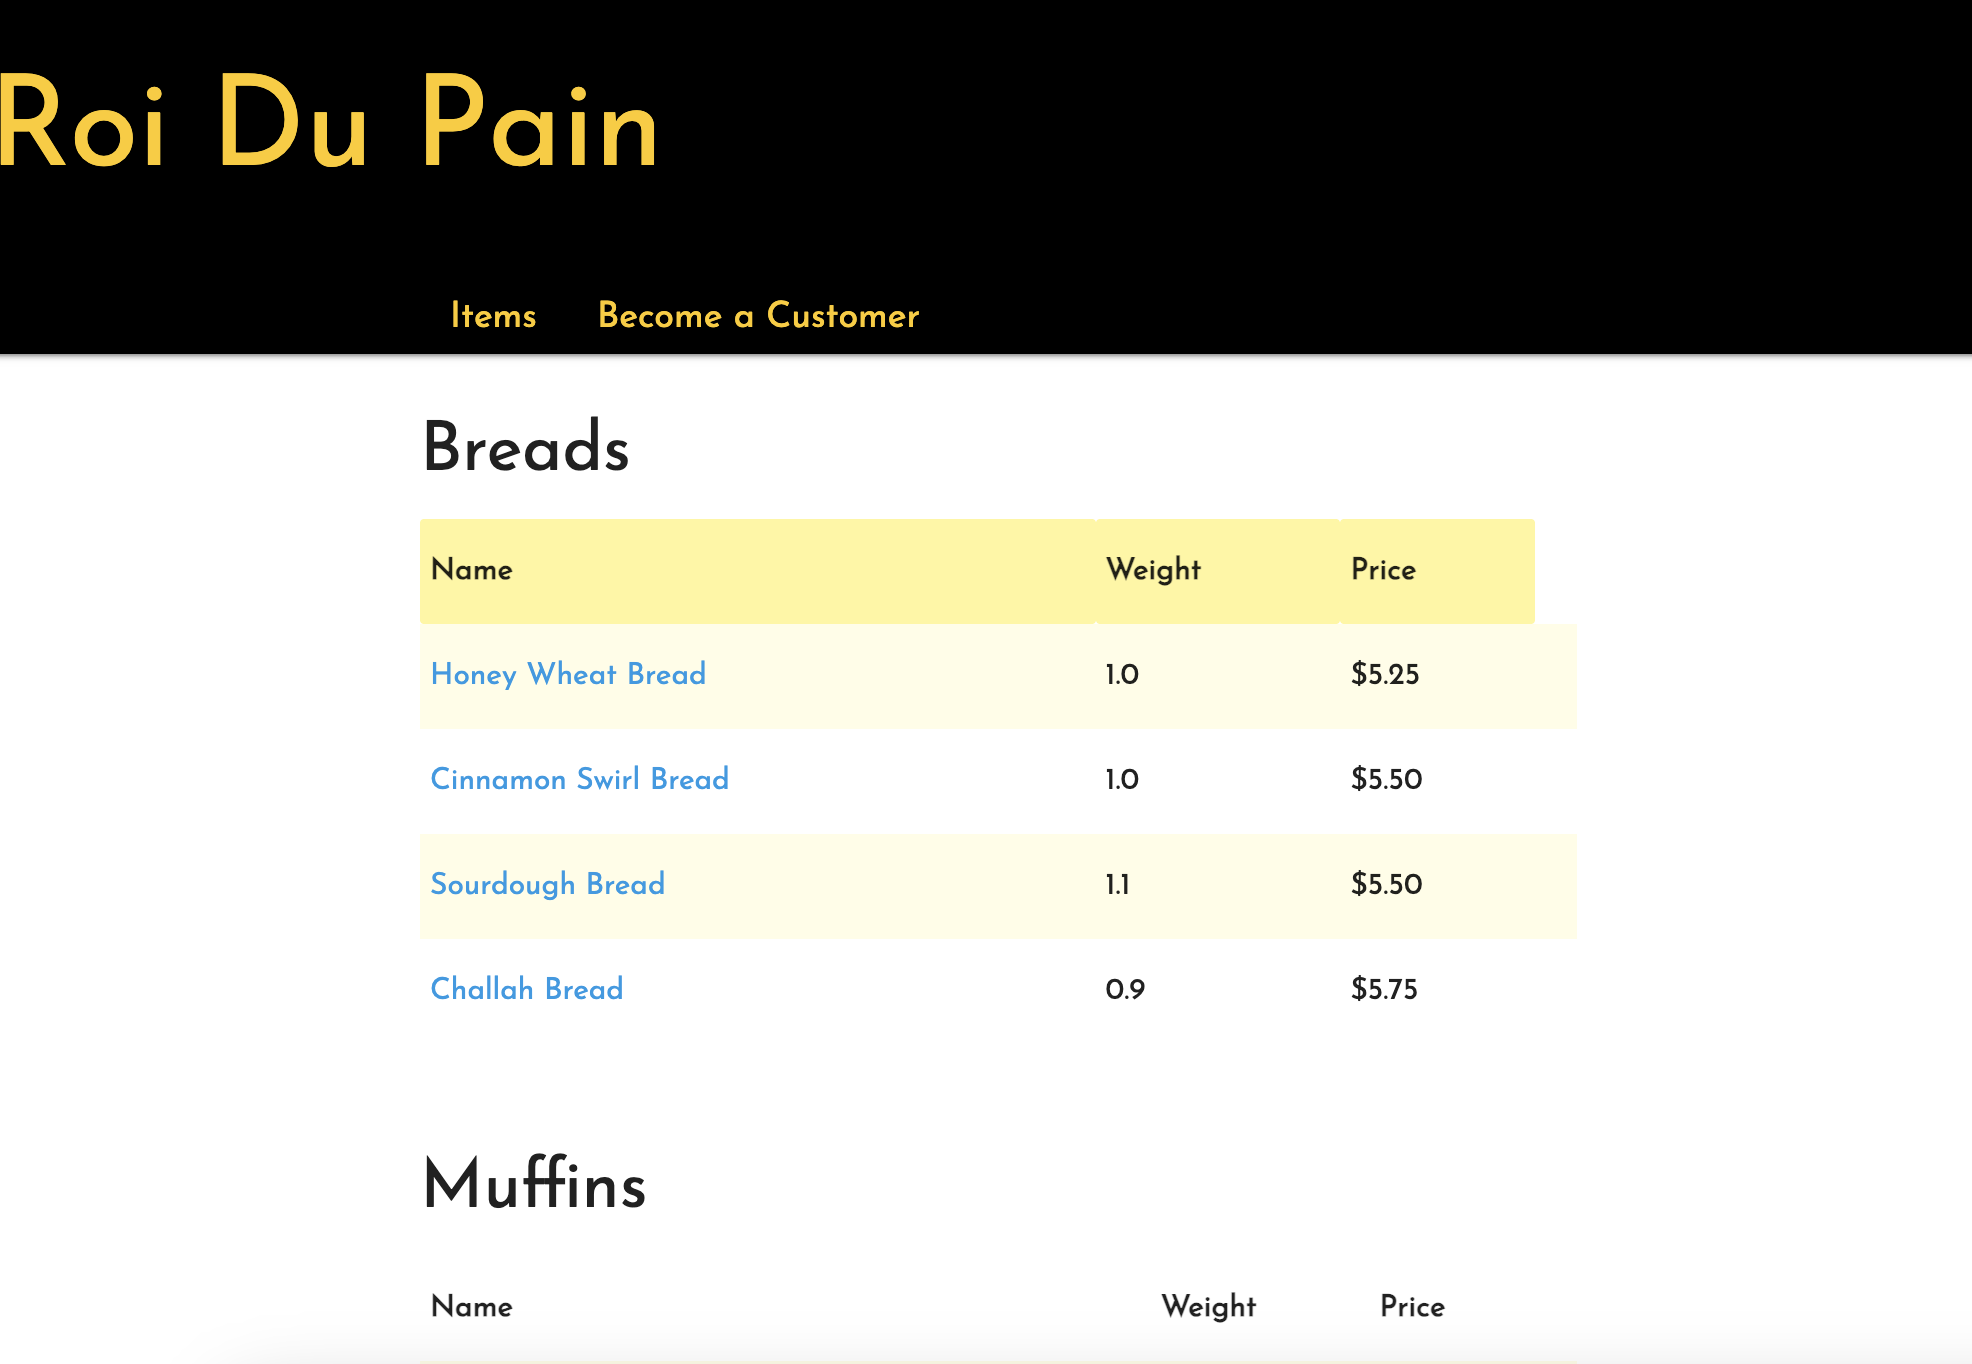 Roi Du Pain
Items Become a Customer
Breads
Name Weight Price
Honey Wheat Bread 1.0 $5.25
Cinnamon Swirl Bread 1.0 $5.50
Sourdough Bread 1.1 $5.50
Challah Bread 0.9 $5.75
Muffins
Name Weight Price